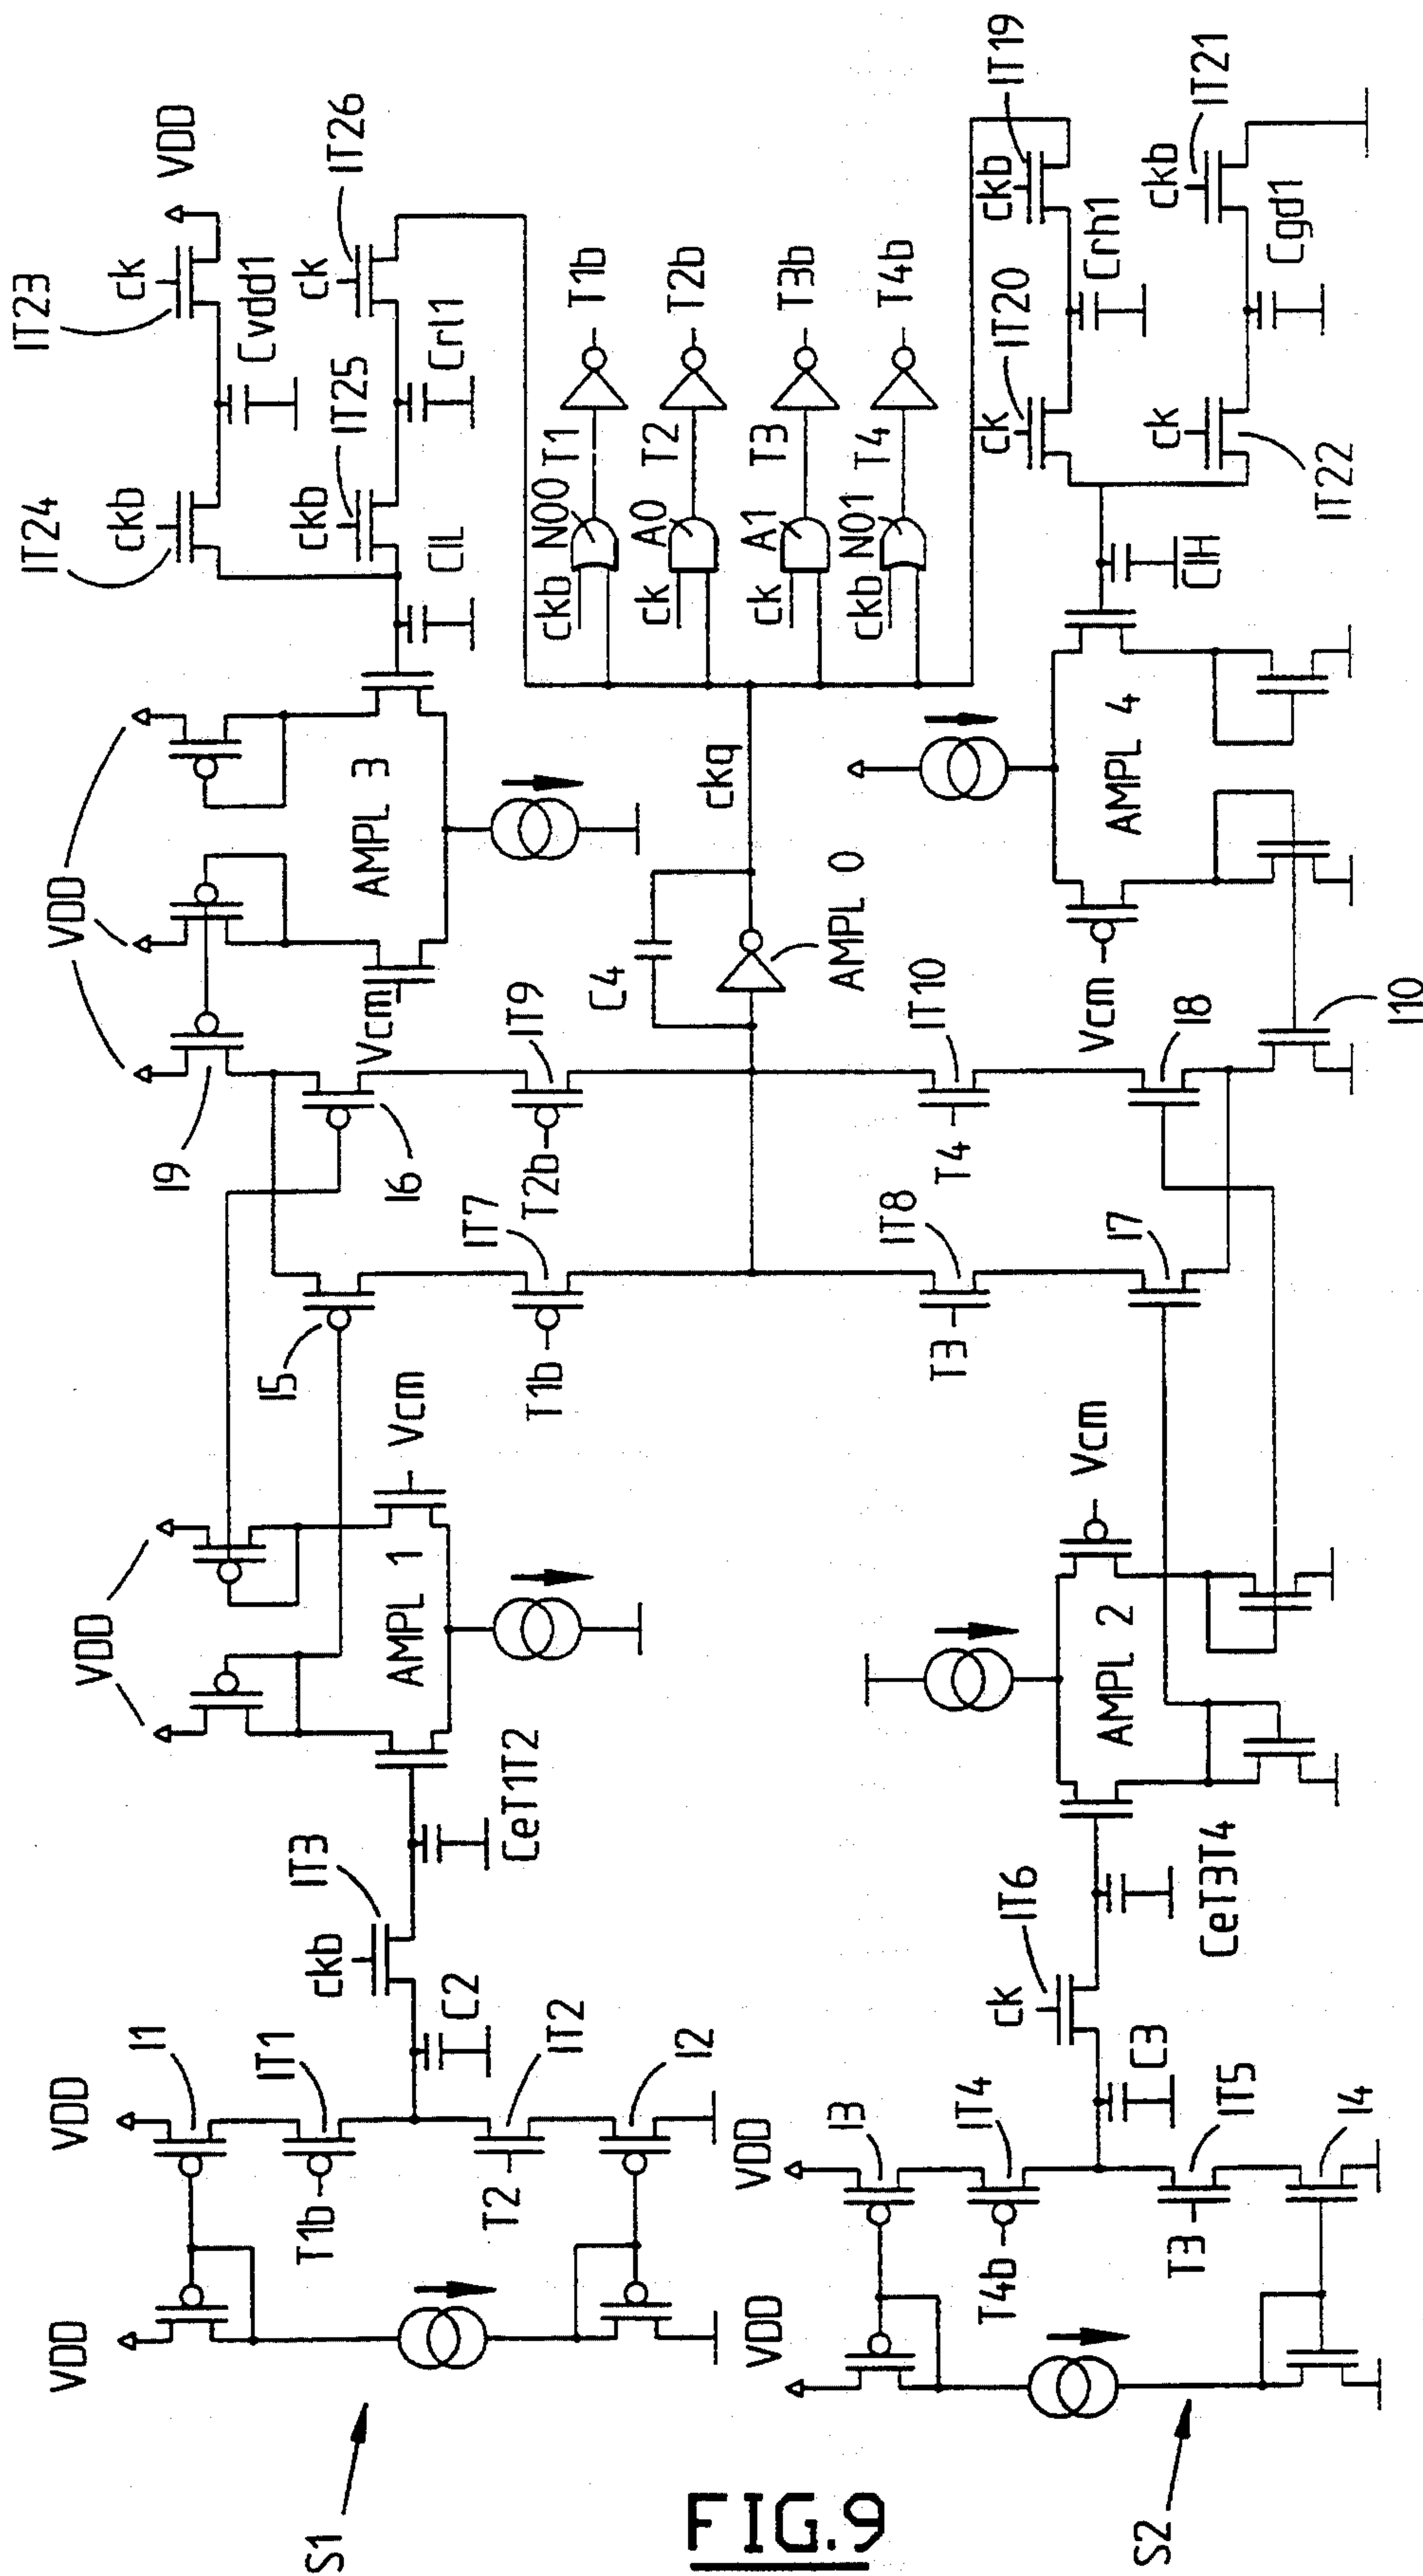 IT23
VDD
ck
IT24
ckb
Cvdd1
IT26
ck
IT25
ckb
Crl1
ClL
VDD
AMPL 3
Vcm
I9
ckb
NO0
T1
T1b
ck
A0
T2
T2b
ck
A1
T3
T3b
ckb
NO1
T4
T4b
ckq
C4
AMPL 0
IT19
ckb
IT20
ck
Crh1
IT21
ckb
Cgd1
ck
IT22
ClH
AMPL 4
Vcm
I10
I6
IT9
T2b
IT10
T4
I8
I5
IT7
T1b
IT8
T3
I7
VDD
AMPL 1
Vcm
CeT1T2
IT3
ckb
C2
AMPL 2
Vcm
CeT3T4
IT6
ck
C3
VDD
I1
IT1
T1b
IT2
T2
I2
VDD
S1
VDD
I3
IT4
T4b
IT5
T3
I4
VDD
S2
FIG.9